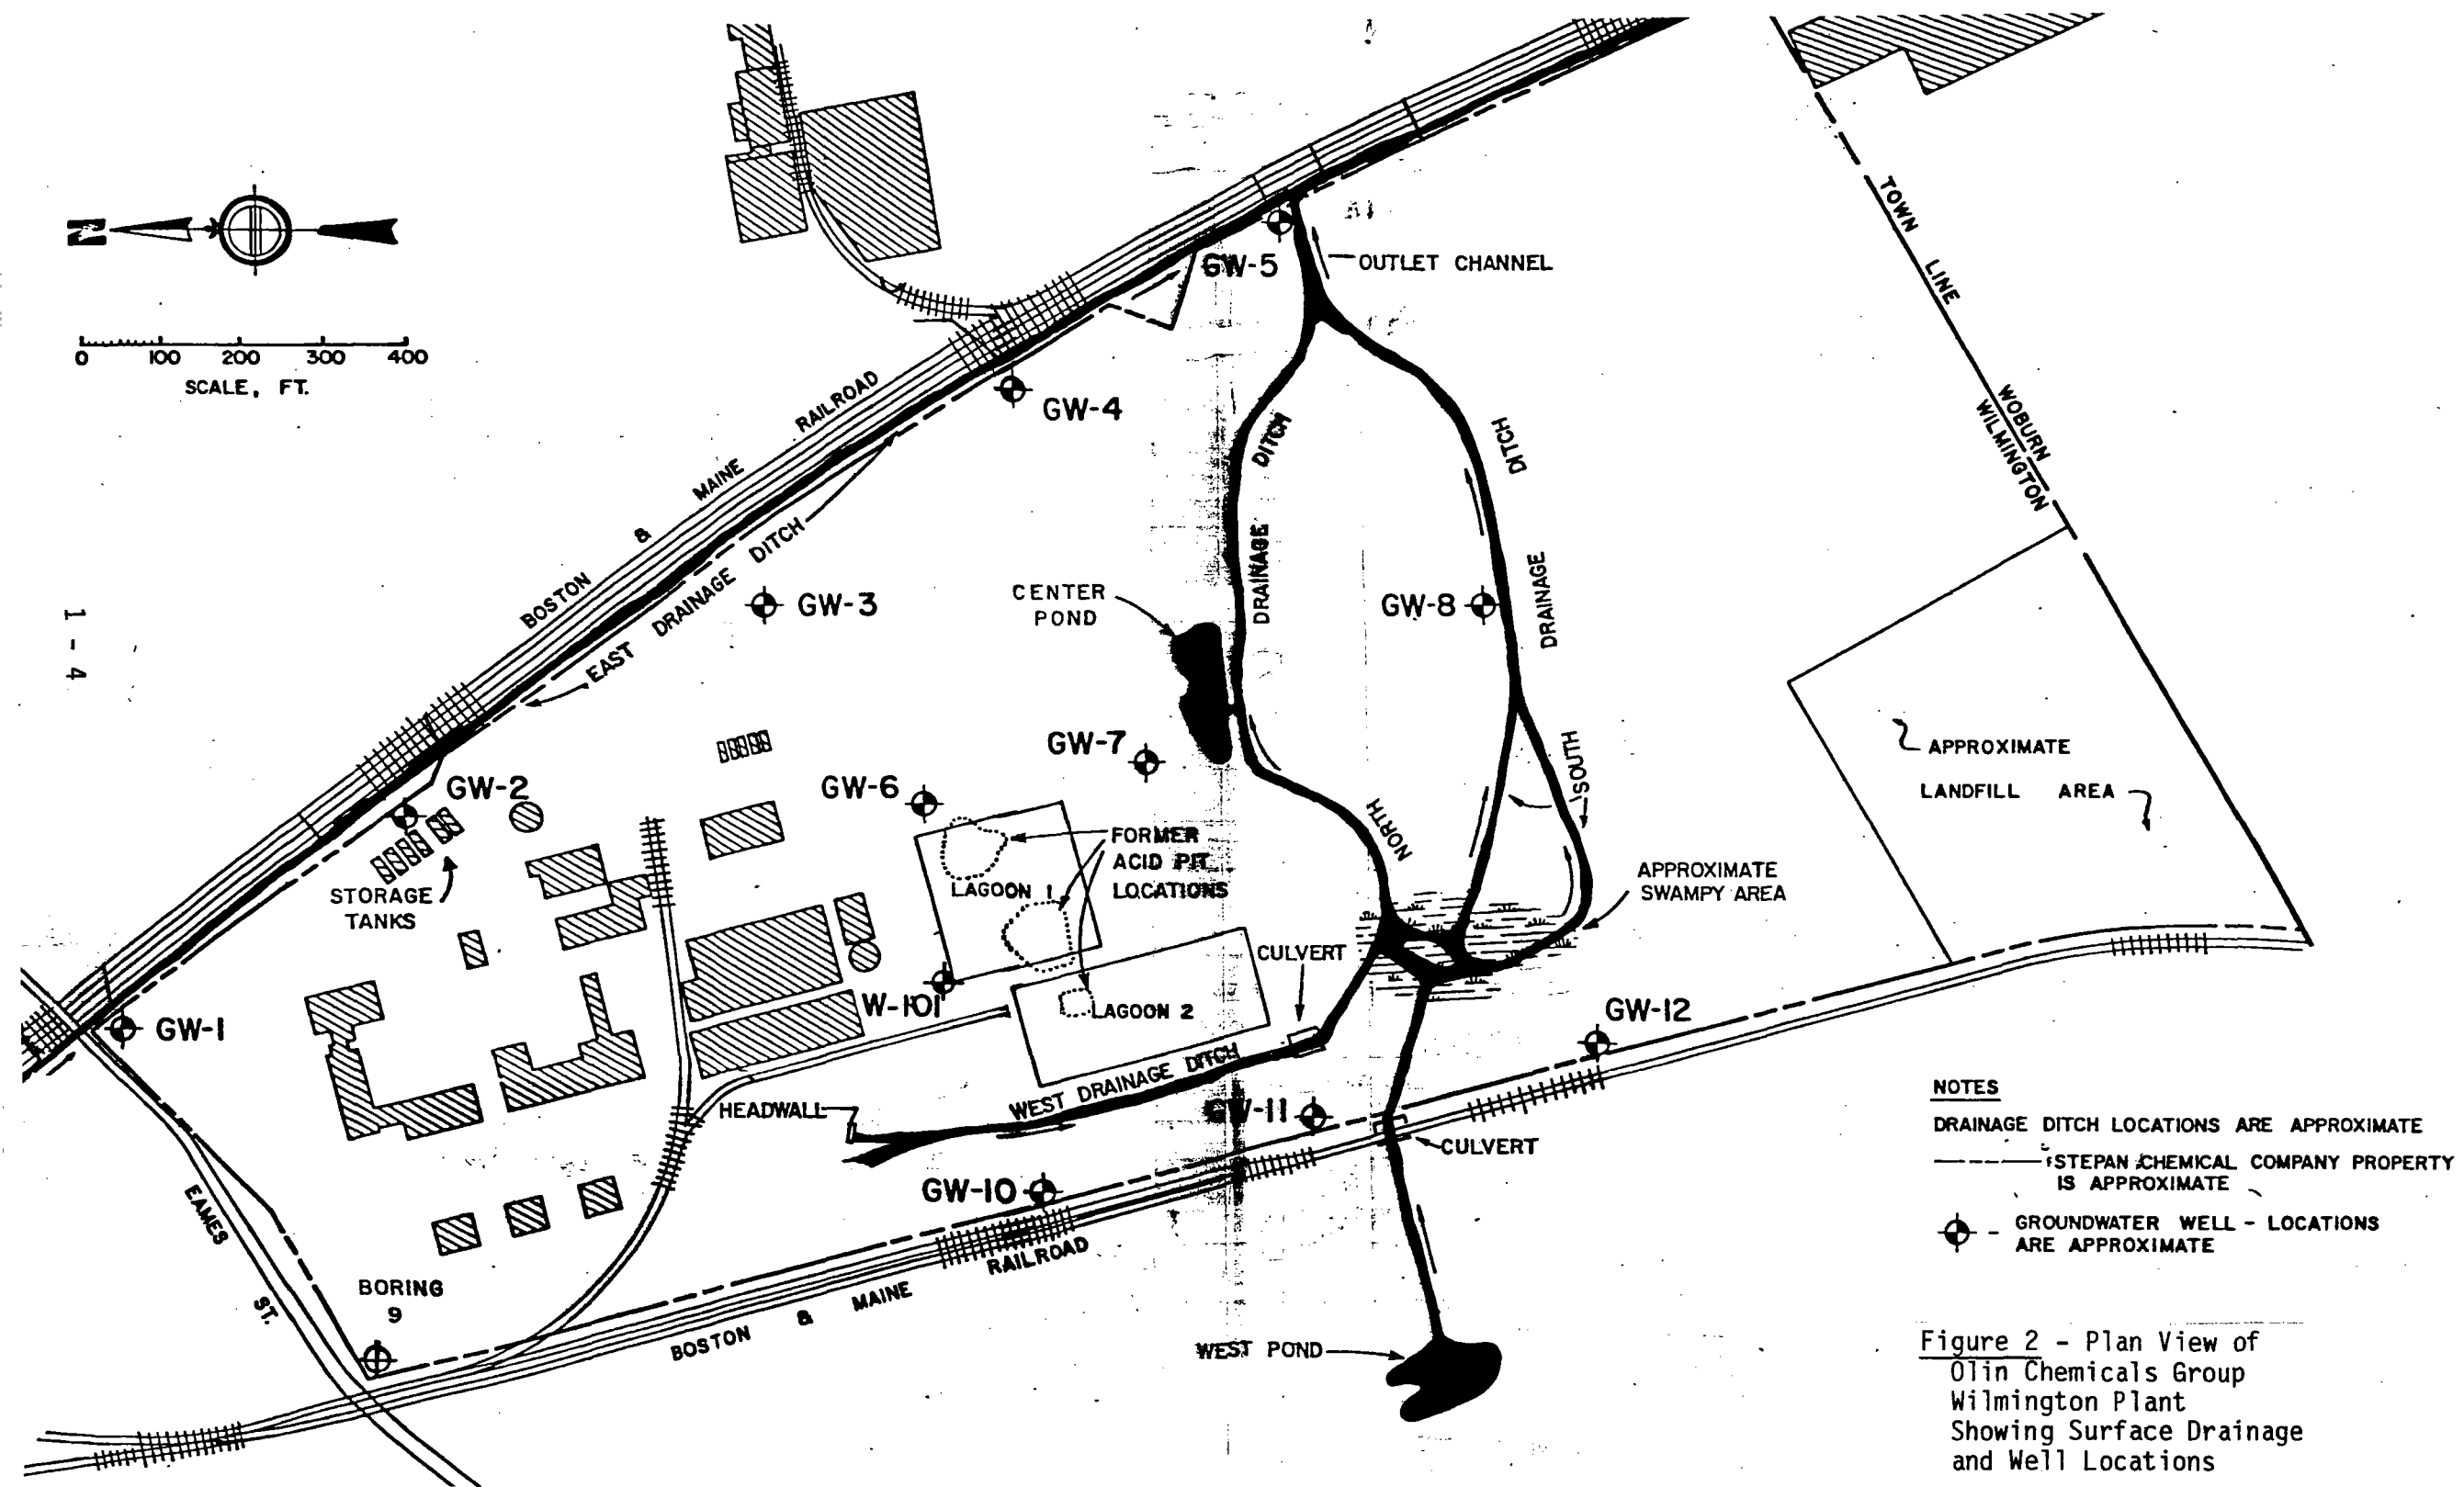 N
0 100 200 300 400
SCALE, FT.
1 - 4
BOSTON & MAINE RAILROAD
EAST DRAINAGE DITCH
GW-5
OUTLET CHANNEL
TOWN LINE
WOBURN
WILMINGTON
GW-4
GW-3
NORTH DRAINAGE DITCH
SOUTH DRAINAGE DITCH
CENTER
POND
GW-8
GW-7
GW-6
GW-2
STORAGE
TANKS
FORMER
ACID PIT
LOCATIONS
LAGOON 1
LAGOON 2
W-101
CULVERT
APPROXIMATE
SWAMPY AREA
APPROXIMATE
LANDFILL AREA
GW-1
GW-12
HEADWALL
WEST DRAINAGE DITCH
GW-11
CULVERT
GW-10
EAMES ST.
BORING
9
BOSTON & MAINE RAILROAD
WEST POND
NOTES
DRAINAGE DITCH LOCATIONS ARE APPROXIMATE
STEPAN CHEMICAL COMPANY PROPERTY
IS APPROXIMATE
- GROUNDWATER WELL - LOCATIONS
ARE APPROXIMATE
Figure 2 - Plan View of
Olin Chemicals Group
Wilmington Plant
Showing Surface Drainage
and Well Locations